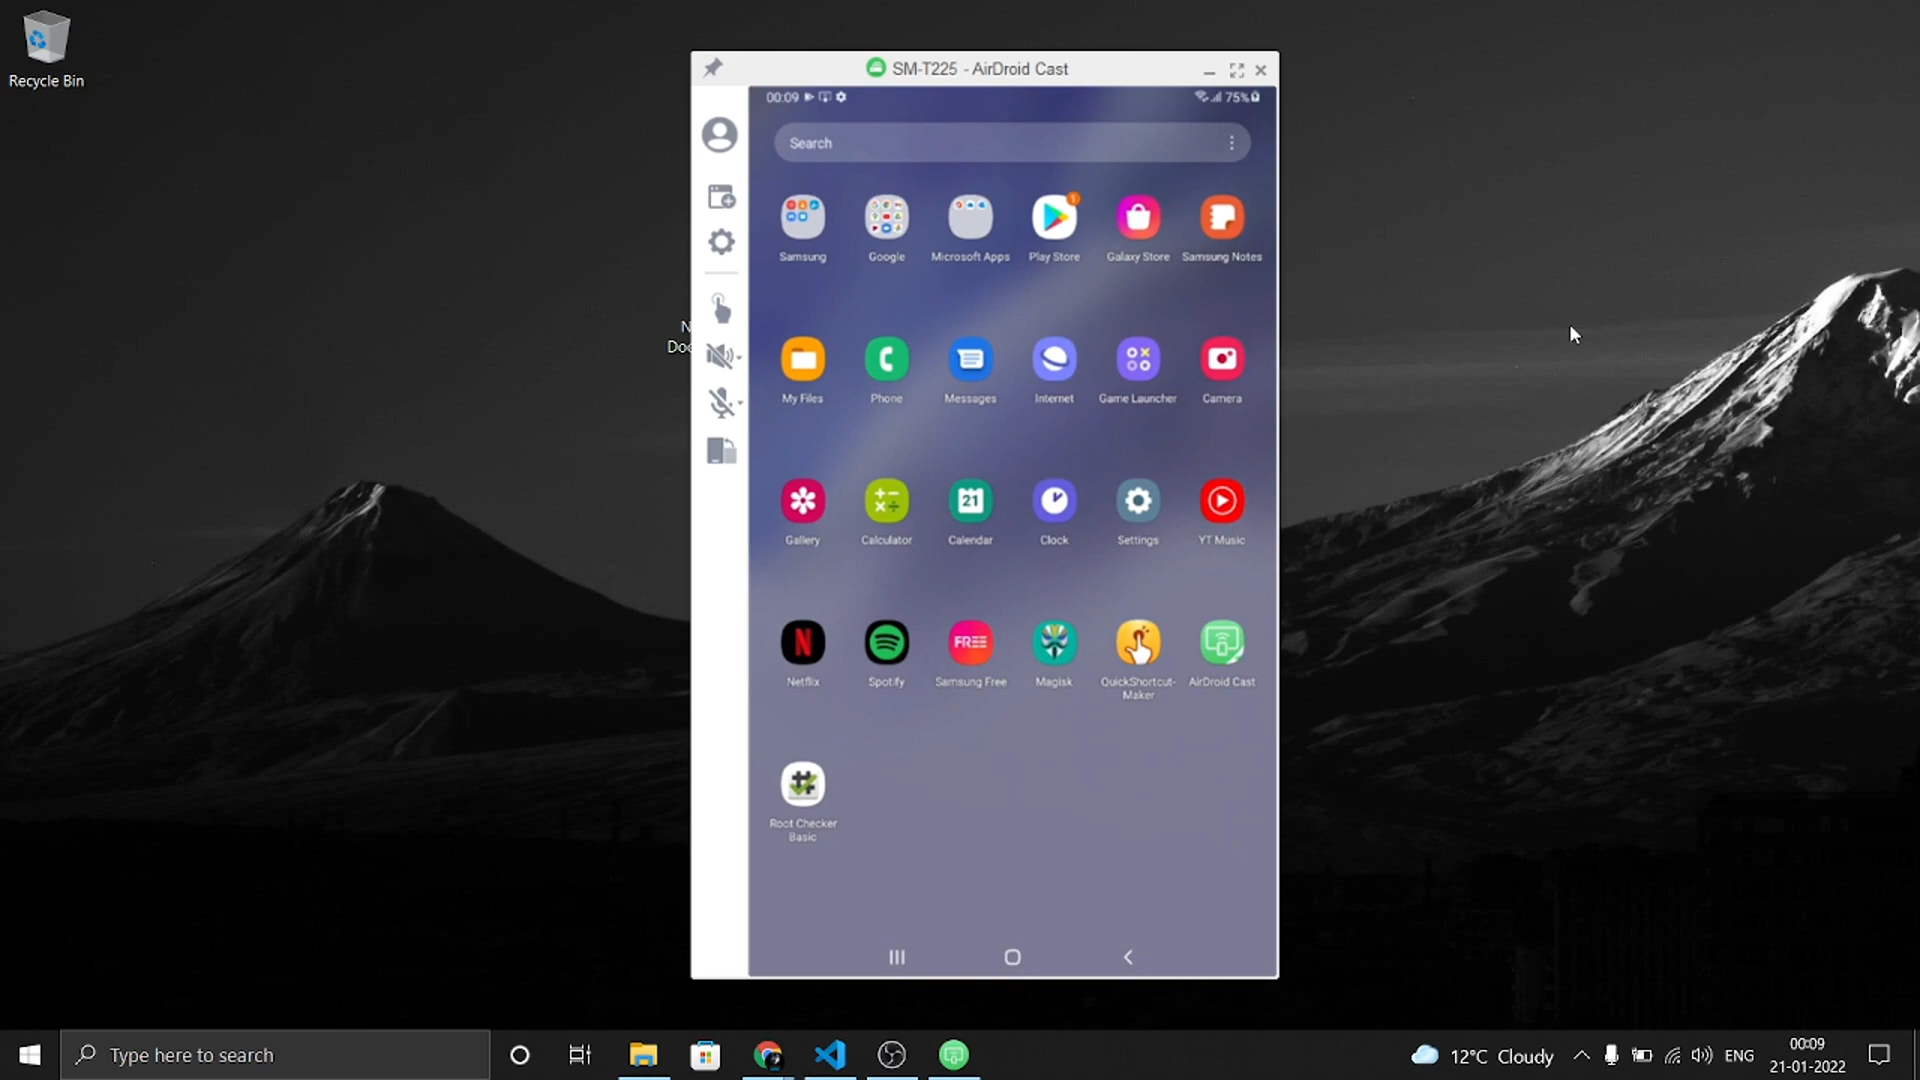 Recycle Bin
SM-T225 - AirDroid Cast
00:09
75%
Search
Samsung
Google
Microsoft Apps
1
Play Store
Galaxy Store
Samsung Notes
My Files
Phone
Messages
Internet
Game Launcher
Camera
Gallery
Calculator
21
Calendar
Clock
Settings
YT Music
N
Netflix
Spotify
FREE
Samsung Free
Magisk
QuickShortcut-
Maker
AirDroid Cast
Root Checker
Basic
Type here to search
12°C Cloudy
ENG
00:09
21-01-2022